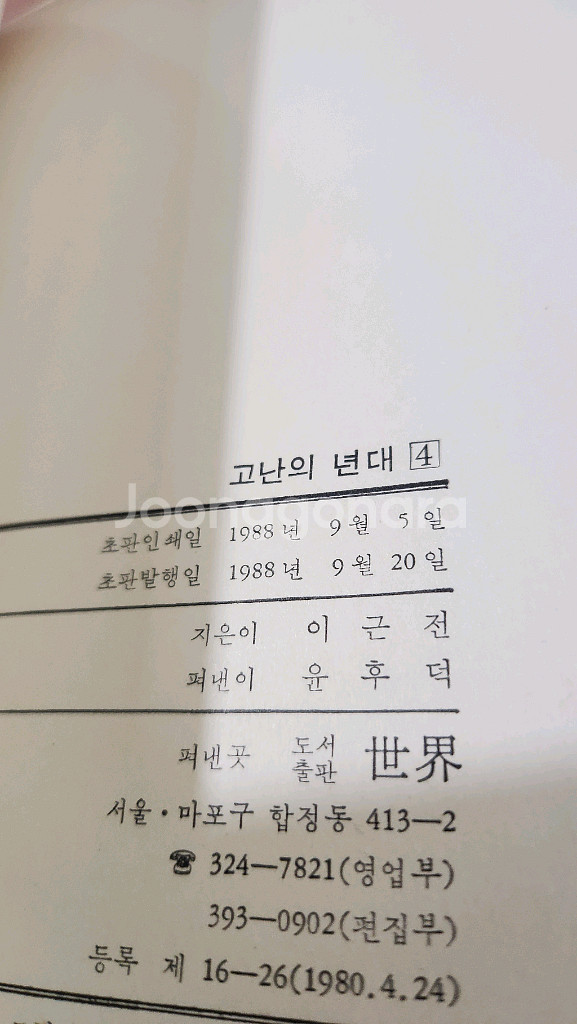 고난의 년대 4
Joonggonara
초판인쇄일 1988년 9월 5일
초판발행일 1988년 9월 20일
지은이 이 근 전
펴낸이 윤 후 덕
펴낸곳 도서출판 世界
서울·마포구 합정동 413—2
☎ 324—7821(영업부)
393—0902(편집부)
등록 제 16—26(1980.4.24)